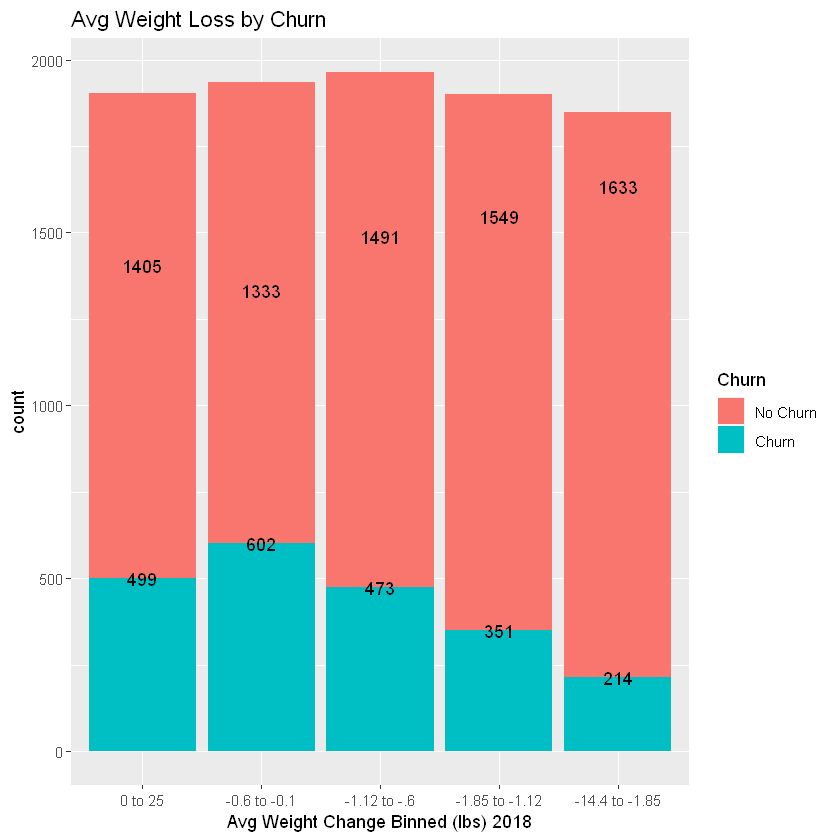 Avg Weight Loss by Churn
2000
1500
1000
500
0
count
1405
1333
1491
1549
1633
499
602
473
351
214
0 to 25
-0.6 to -0.1
-1.12 to -.6
-1.85 to -1.12
-14.4 to -1.85
Avg Weight Change Binned (lbs) 2018
Churn
No Churn
Churn